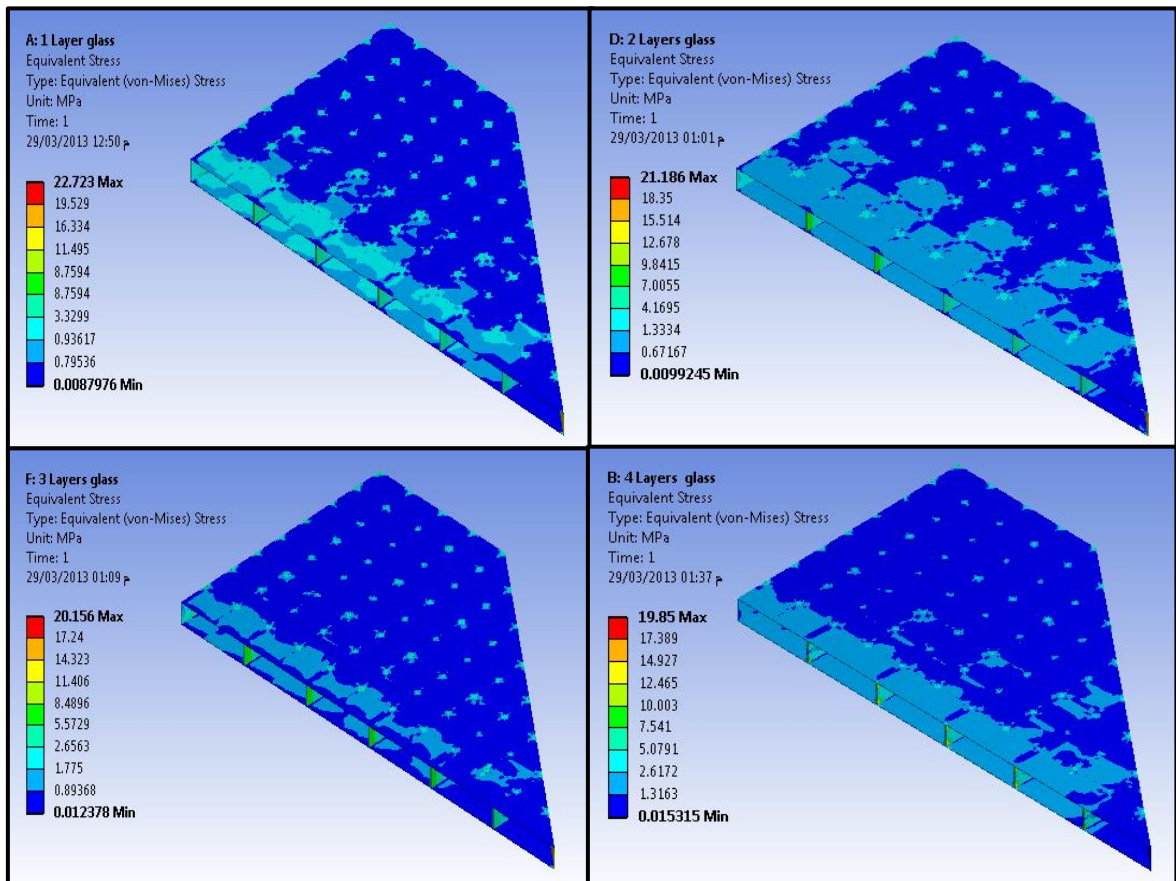 A: 1 Layer glass
Equivalent Stress
Type: Equivalent (von-Mises) Stress
Unit: MPa
Time: 1
29/03/2013 12:50 م
22.723 Max
19.529
16.334
11.495
8.7594
8.7594
3.3299
0.93617
0.79536
0.0087976 Min
D: 2 Layers glass
Equivalent Stress
Type: Equivalent (von-Mises) Stress
Unit: MPa
Time: 1
29/03/2013 01:01 م
21.186 Max
18.35
15.514
12.678
9.8415
7.0055
4.1695
1.3334
0.67167
0.0099245 Min
F: 3 Layers glass
Equivalent Stress
Type: Equivalent (von-Mises) Stress
Unit: MPa
Time: 1
29/03/2013 01:09 م
20.156 Max
17.24
14.323
11.406
8.4896
5.5729
2.6563
1.775
0.89368
0.012378 Min
B: 4 Layers  glass
Equivalent Stress
Type: Equivalent (von-Mises) Stress
Unit: MPa
Time: 1
29/03/2013 01:37 م
19.85 Max
17.389
14.927
12.465
10.003
7.541
5.0791
2.6172
1.3163
0.015315 Min